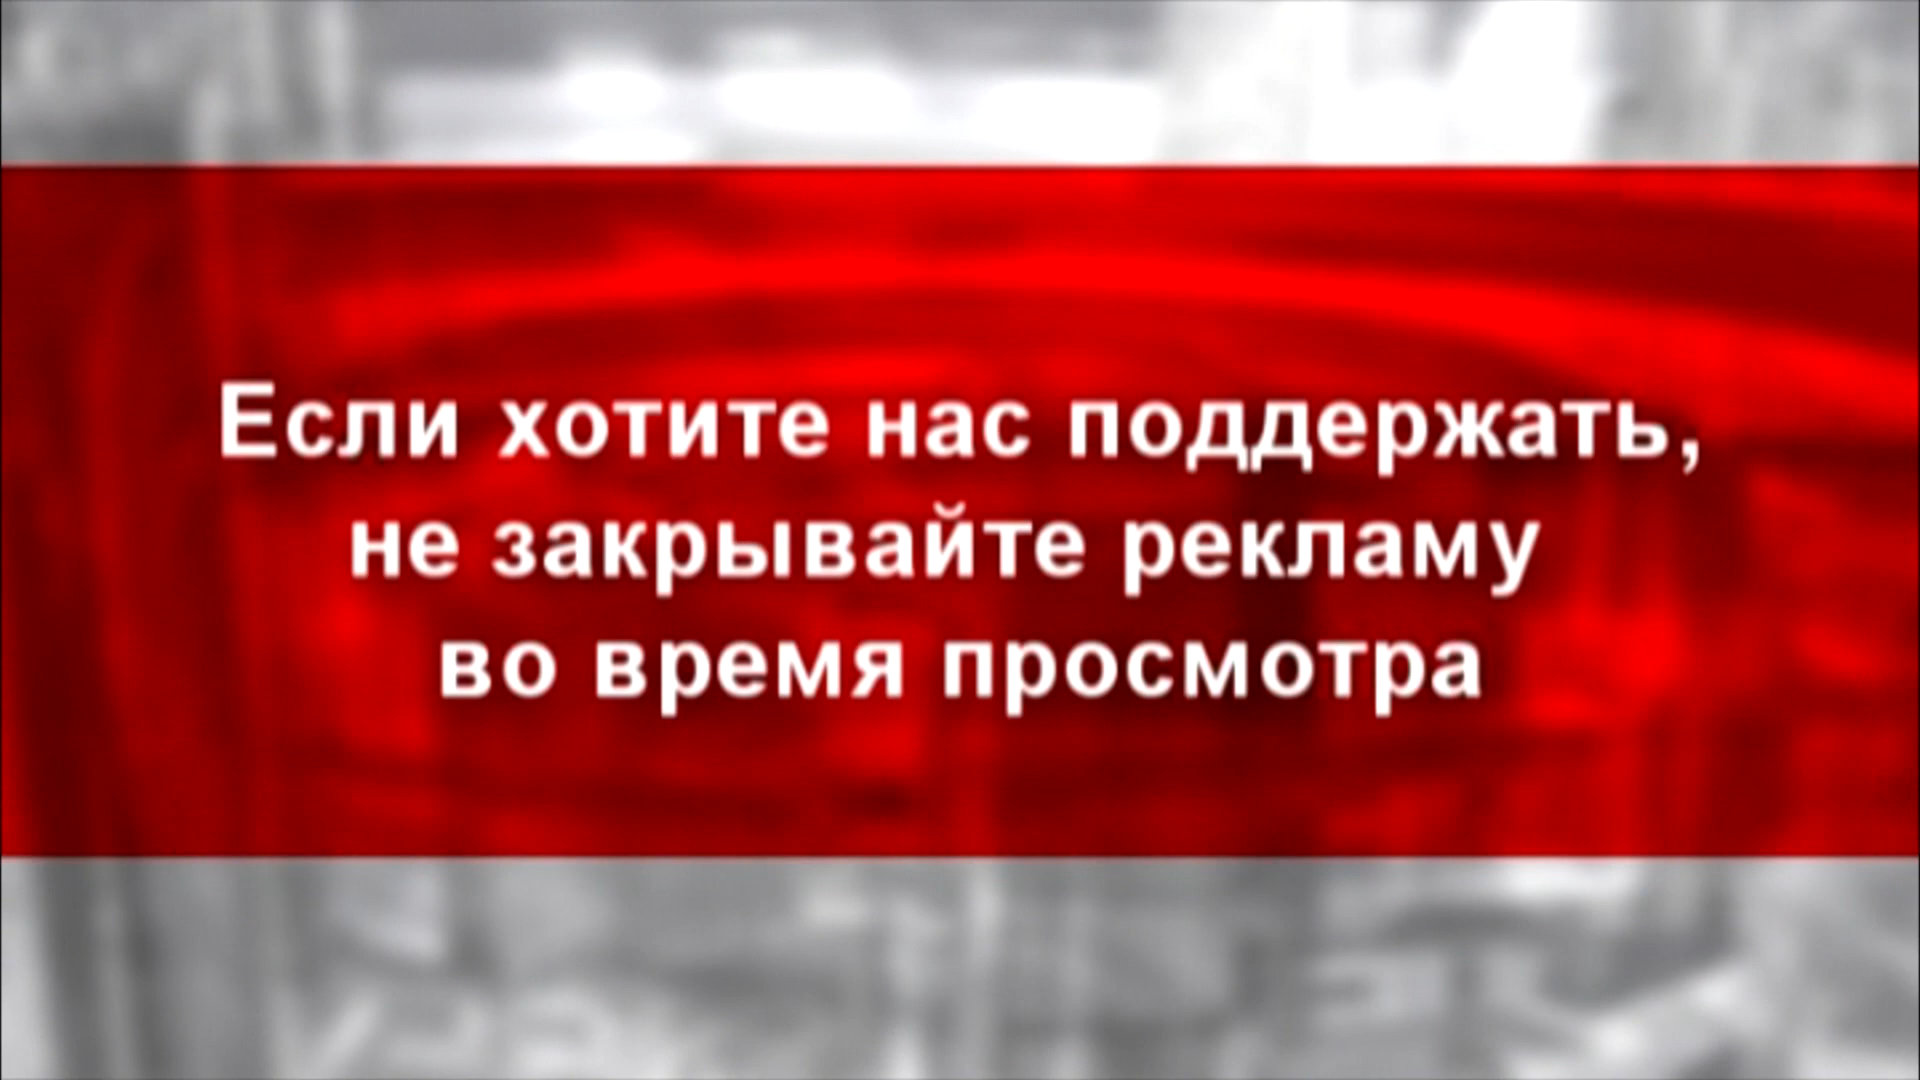 Если хотите нас поддержать,
не закрывайте рекламу
во время просмотра